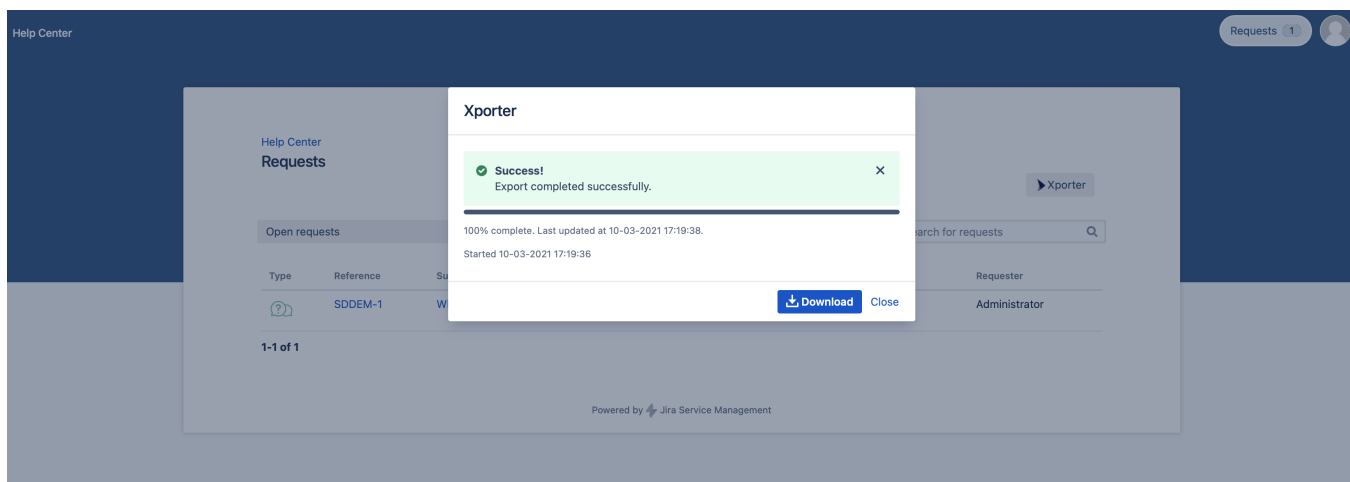 Help Center
Requests 1
Xporter
Help Center
Requests
Success!
Export completed successfully.
Xporter
100% complete. Last updated at 10-03-2021 17:19:38.
Open requests
for requests
Started 10-03-2021 17:19:36
Type Reference Requester
SDDEM-1 Administrator
Download Close
1-1 of 1
Powered by Jira Service Management